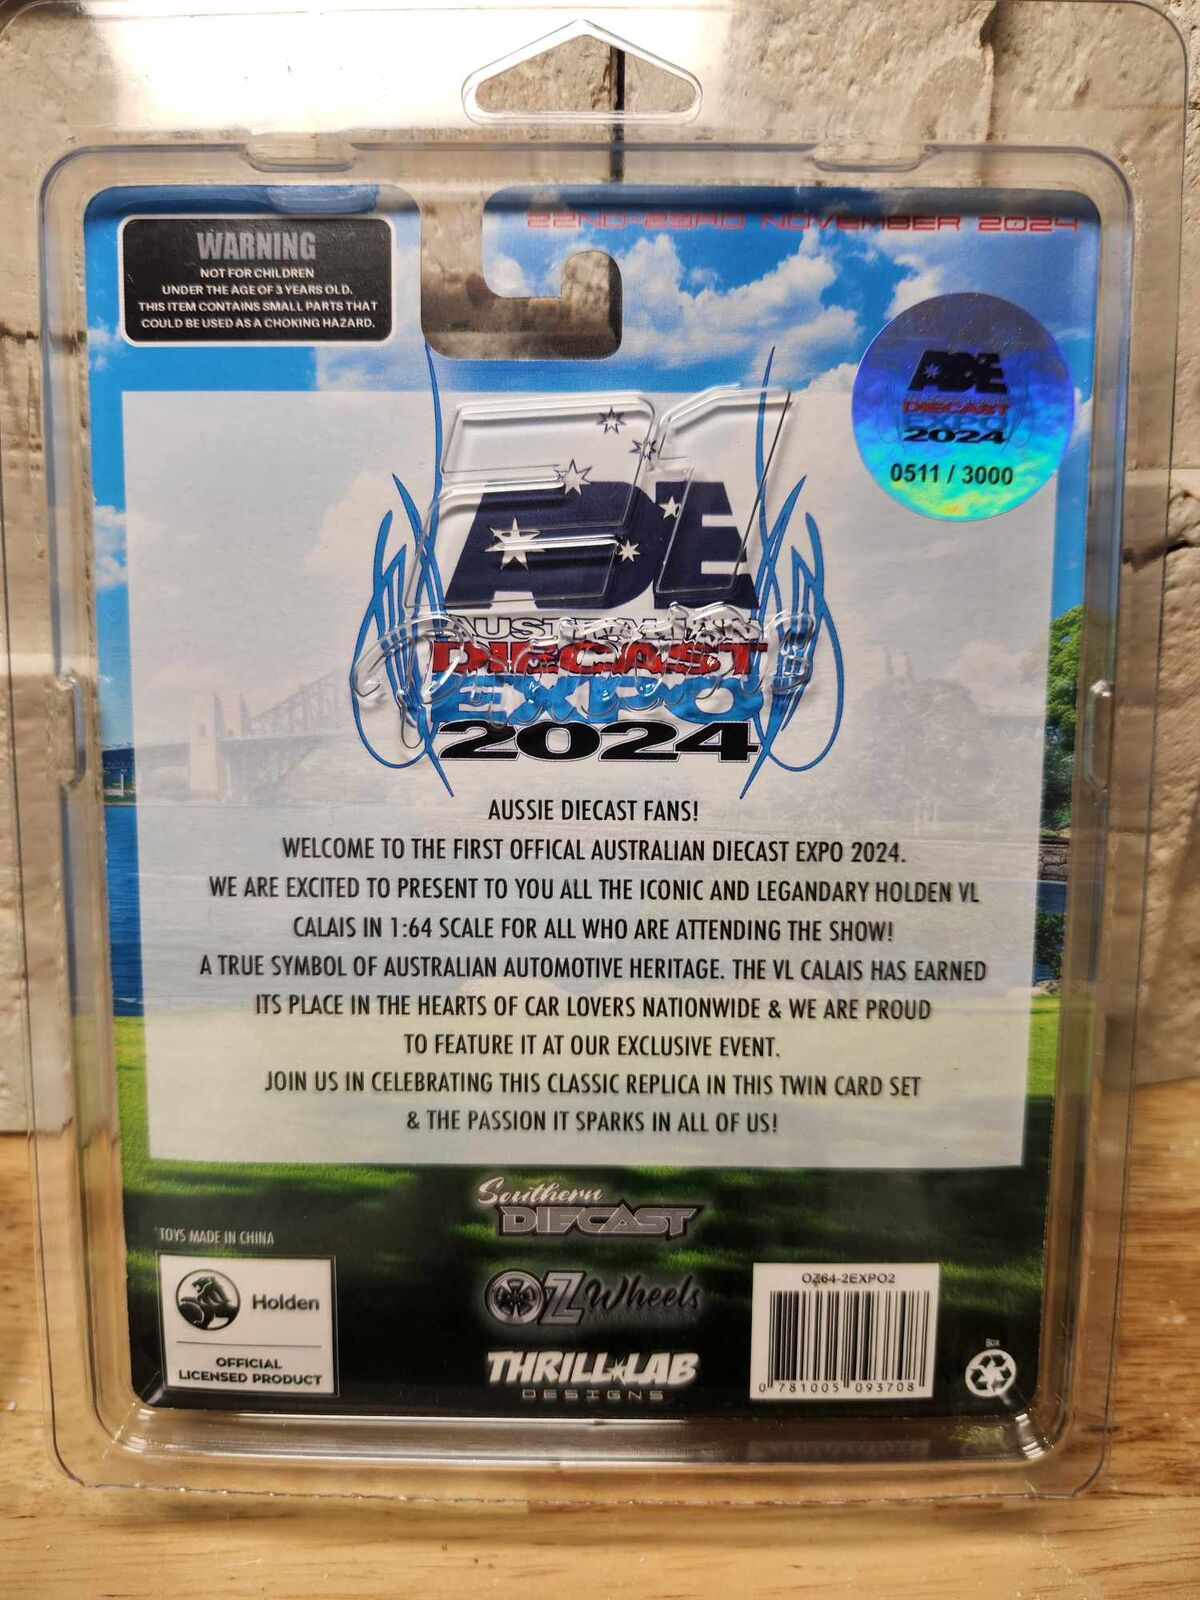 22ND-23RD NOVEMBER 2024
WARNING
NOT FOR CHILDREN
UNDER THE AGE OF 3 YEARS OLD.
THIS ITEM CONTAINS SMALL PARTS THAT
COULD BE USED AS A CHOKING HAZARD.
ADE
DIECAST
EXPO
2024
0511 / 3000
ADE
AUSTRALIAN
DIECAST
EXPO
2024
AUSSIE DIECAST FANS!
WELCOME TO THE FIRST OFFICAL AUSTRALIAN DIECAST EXPO 2024.
WE ARE EXCITED TO PRESENT TO YOU ALL THE ICONIC AND LEGANDARY HOLDEN VL
CALAIS IN 1:64 SCALE FOR ALL WHO ARE ATTENDING THE SHOW!
A TRUE SYMBOL OF AUSTRALIAN AUTOMOTIVE HERITAGE. THE VL CALAIS HAS EARNED
ITS PLACE IN THE HEARTS OF CAR LOVERS NATIONWIDE & WE ARE PROUD
TO FEATURE IT AT OUR EXCLUSIVE EVENT.
JOIN US IN CELEBRATING THIS CLASSIC REPLICA IN THIS TWIN CARD SET
& THE PASSION IT SPARKS IN ALL OF US!
Southern
DIECAST
*TOYS MADE IN CHINA
Holden
OFFICIAL
LICENSED PRODUCT
OZ Wheels
THRILL LAB
DESIGNS
OZ64-2EXPO2
0 781005 093708
Box